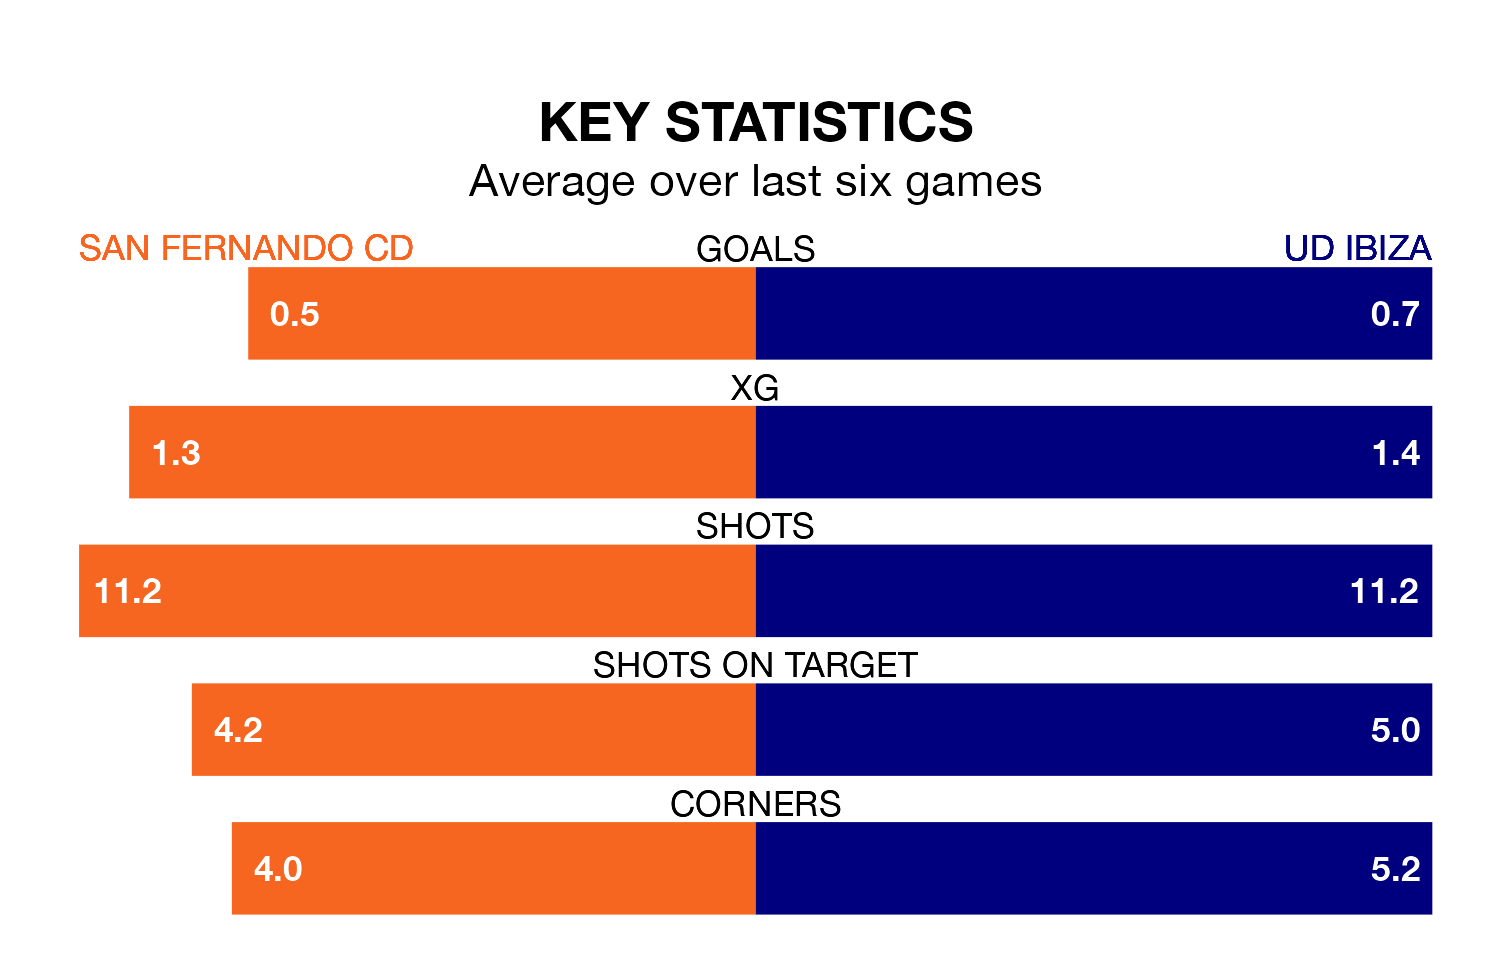 KEY STATISTICS
Average over last six games
SAN FERNANDO CD GOALS UD IBIZA
0.5 0.7
XG
1.3 1.4
SHOTS
11.2 11.2
SHOTS ON TARGET
4.2 5.0
CORNERS
4.0 5.2